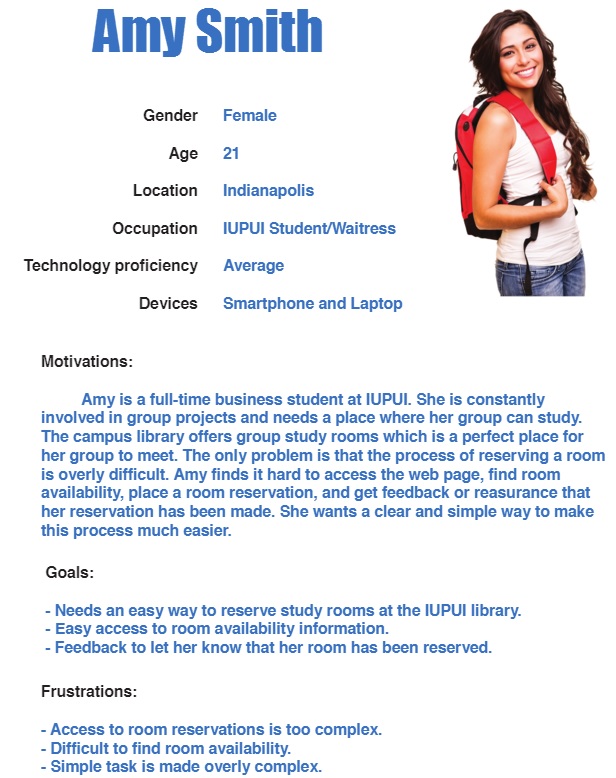 Amy Smith
Gender Female
Age 21
Location Indianapolis
Occupation IUPUI Student/Waitress
Technology proficiency Average
Devices Smartphone and Laptop
Motivations:
Amy is a full-time business student at IUPUI. She is constantly
involved in group projects and needs a place where her group can study.
The campus library offers group study rooms which is a perfect place for
her group to meet. The only problem is that the process of reserving a room
is overly difficult. Amy finds it hard to access the web page, find room
availability, place a room reservation, and get feedback or reasurance that
her reservation has been made. She wants a clear and simple way to make
this process much easier.
Goals:
- Needs an easy way to reserve study rooms at the IUPUI library.
- Easy access to room availability information.
- Feedback to let her know that her room has been reserved.
Frustrations:
- Access to room reservations is too complex.
- Difficult to find room availability.
- Simple task is made overly complex.